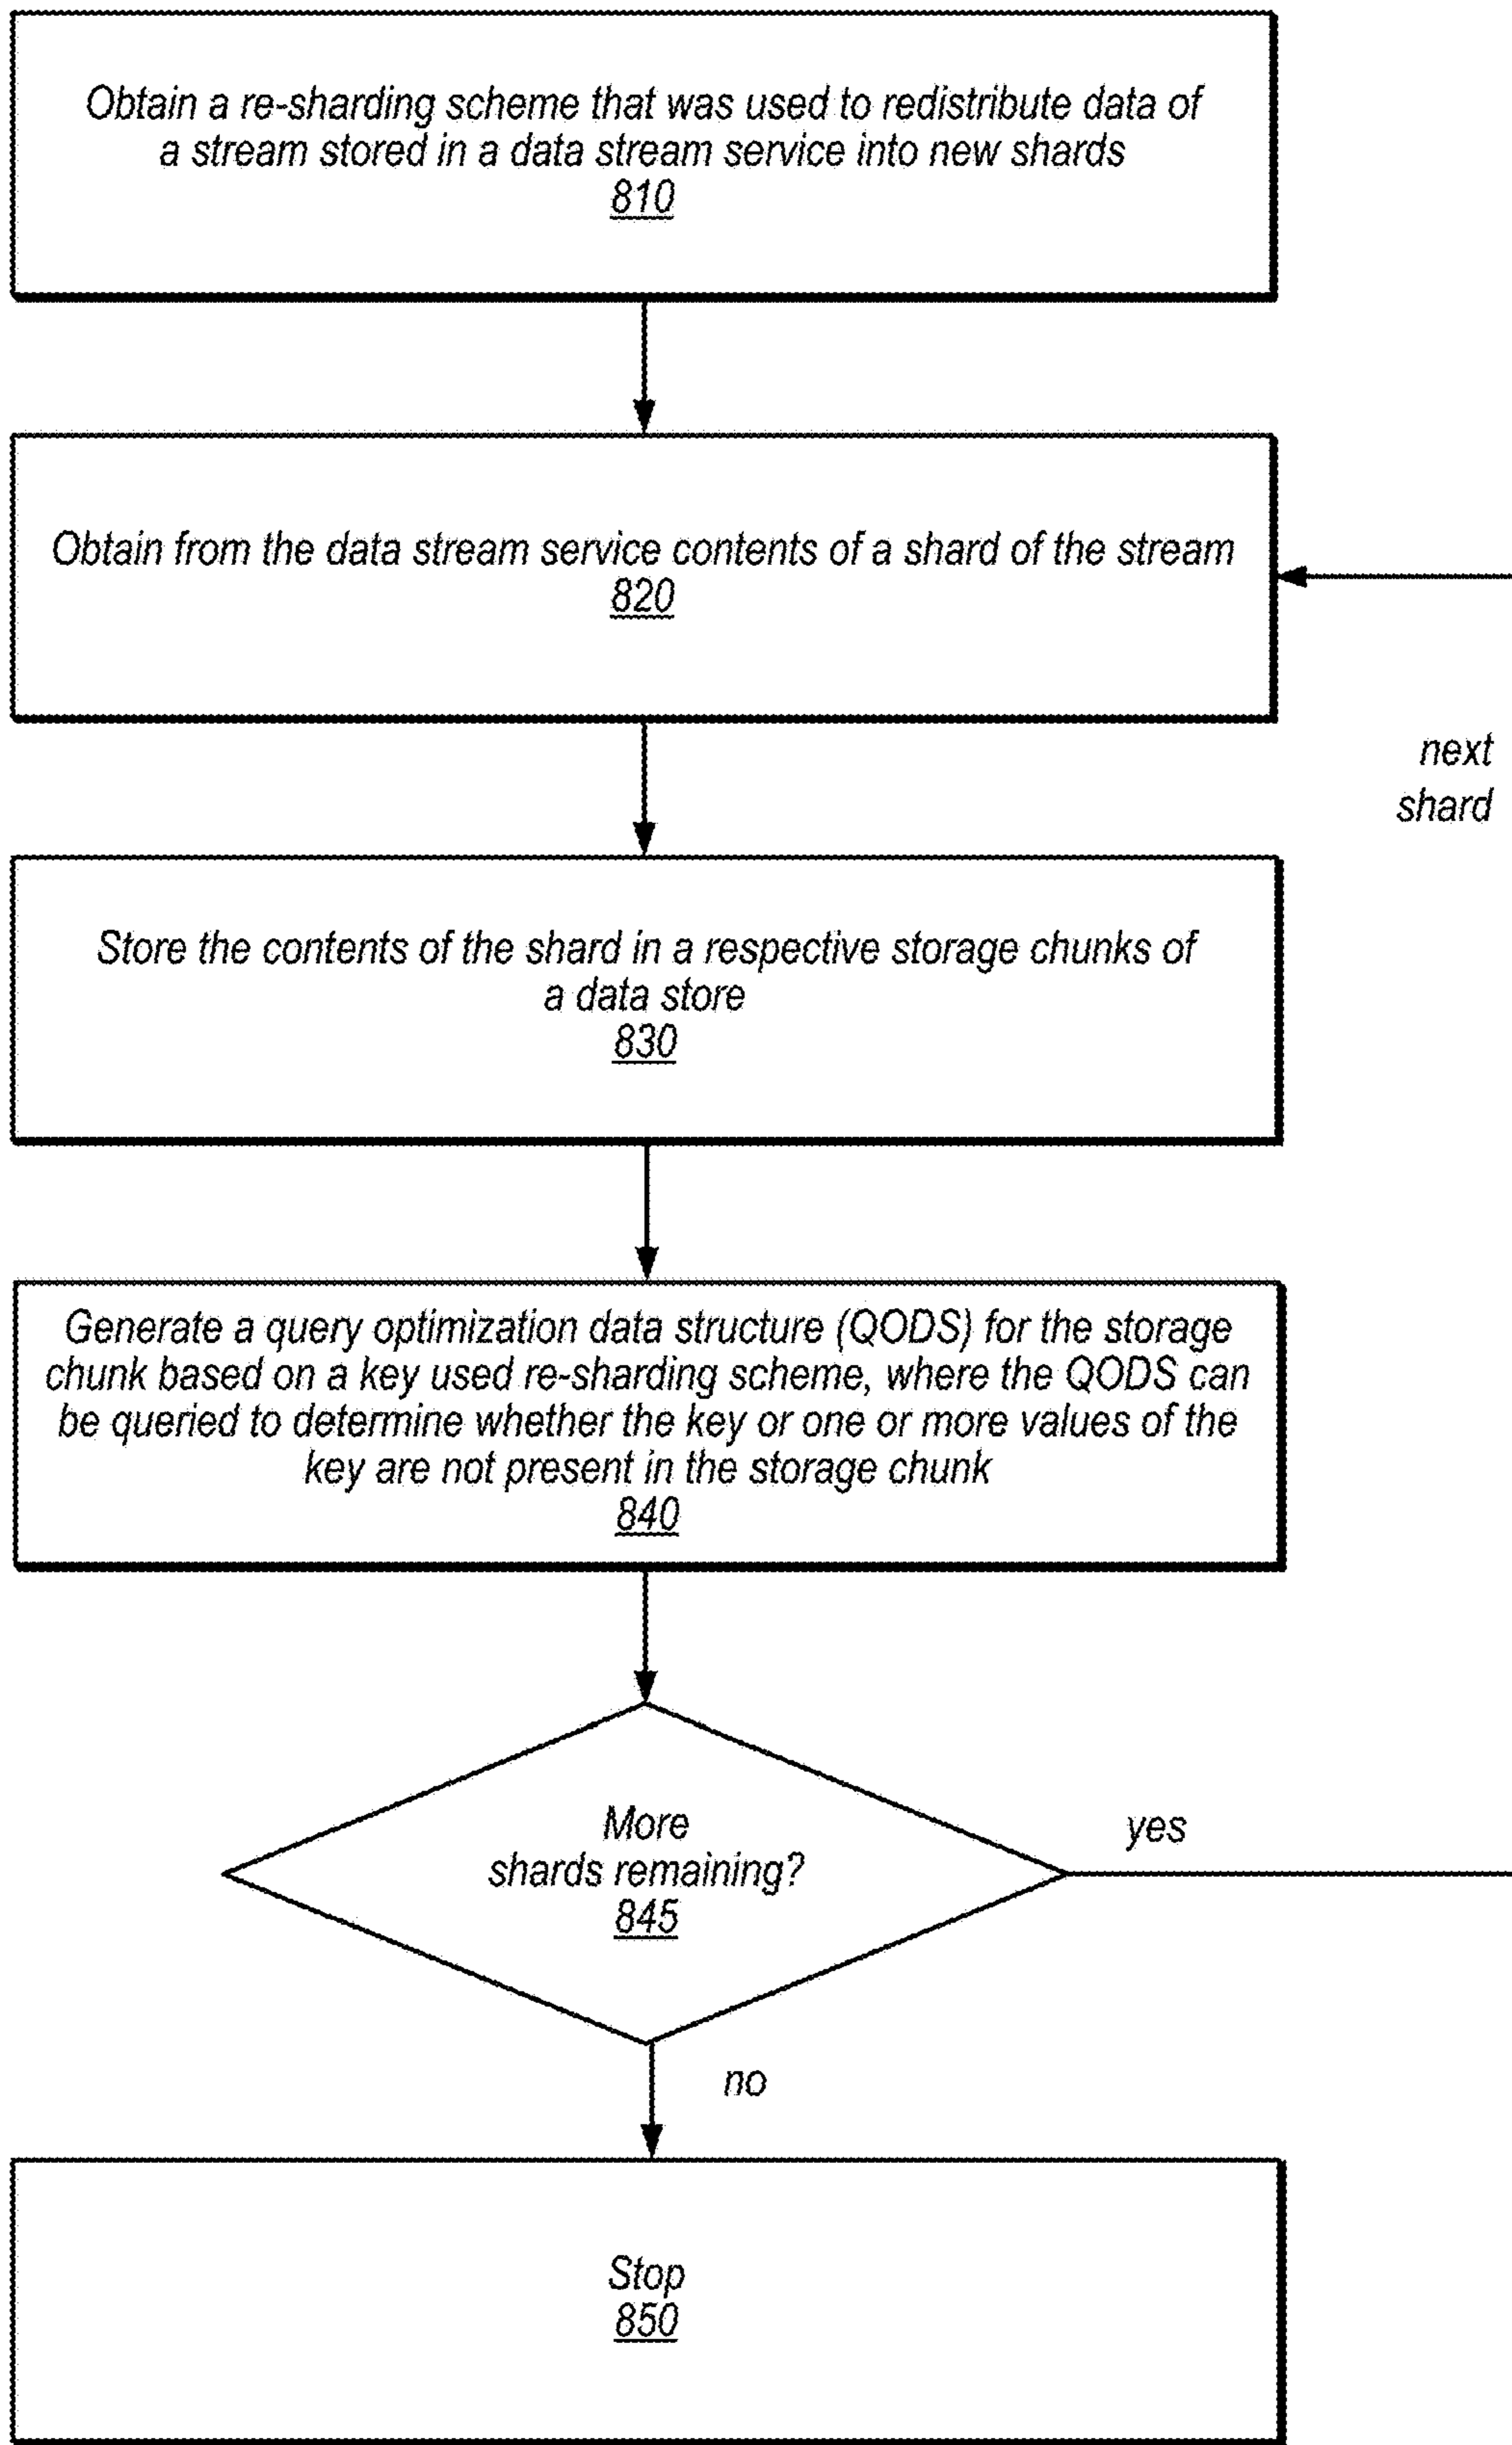 Obtain a re-sharding scheme that was used to redistribute data of
a stream stored in a data stream service into new shards
810
Obtain from the data stream service contents of a shard of the stream
820
next
shard
Store the contents of the shard in a respective storage chunks of
a data store
830
Generate a query optimization data structure (QODS) for the storage
chunk based on a key used re-sharding scheme, where the QODS can
be queried to determine whether the key or one or more values of the
key are not present in the storage chunk
840
More
shards remaining?
845
yes
no
Stop
850